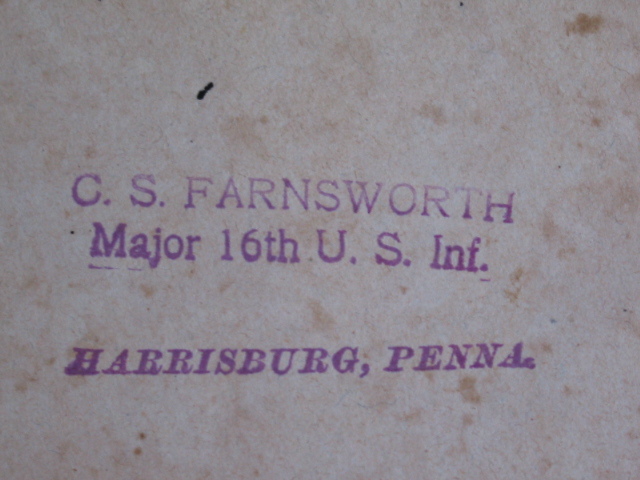 C. S. FARNSWORTH
Major 16th U. S. Inf.
HARRISBURG, PENNA.